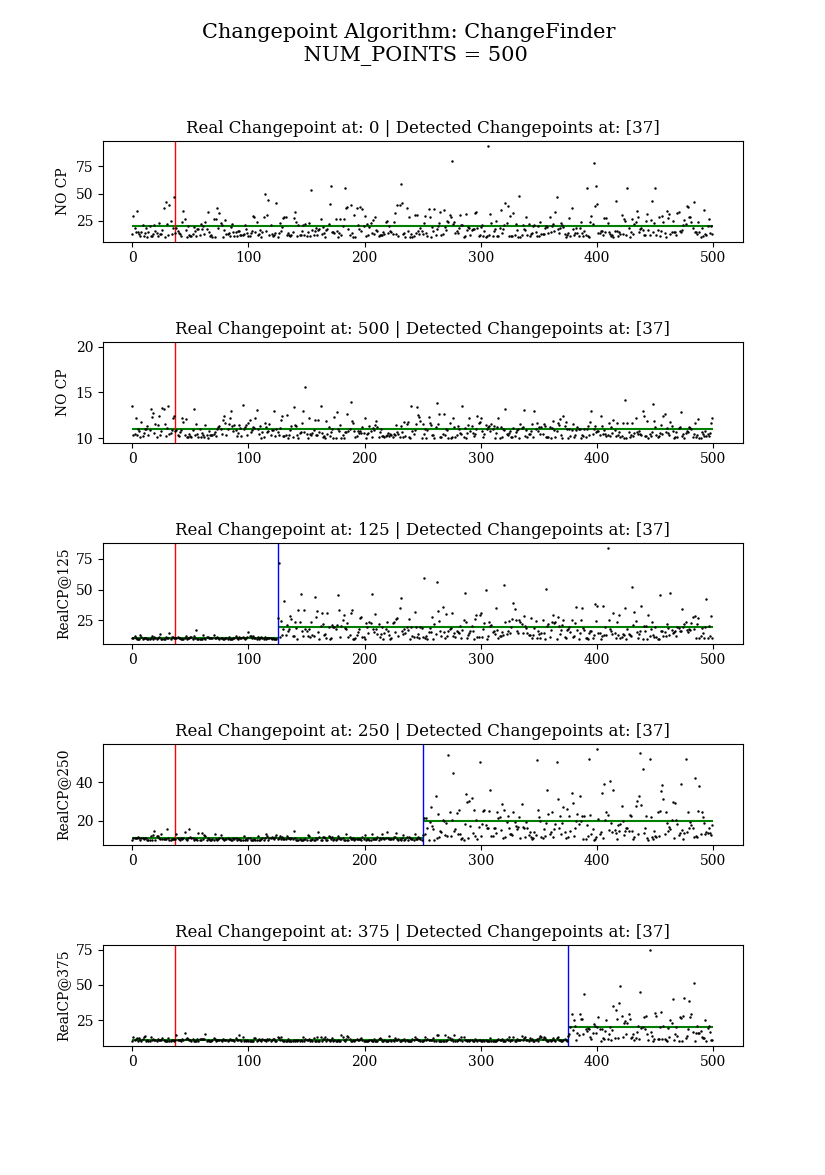 Changepoint Algorithm: ChangeFinder
NUM_POINTS = 500
Real Changepoint at: 0 | Detected Changepoints at: [37]
NO CP
75
50
25
0 100 200 300 400 500
Real Changepoint at: 500 | Detected Changepoints at: [37]
NO CP
20
15
10
0 100 200 300 400 500
Real Changepoint at: 125 | Detected Changepoints at: [37]
RealCP@125
75
50
25
0 100 200 300 400 500
Real Changepoint at: 250 | Detected Changepoints at: [37]
RealCP@250
40
20
0 100 200 300 400 500
Real Changepoint at: 375 | Detected Changepoints at: [37]
RealCP@375
75
50
25
0 100 200 300 400 500